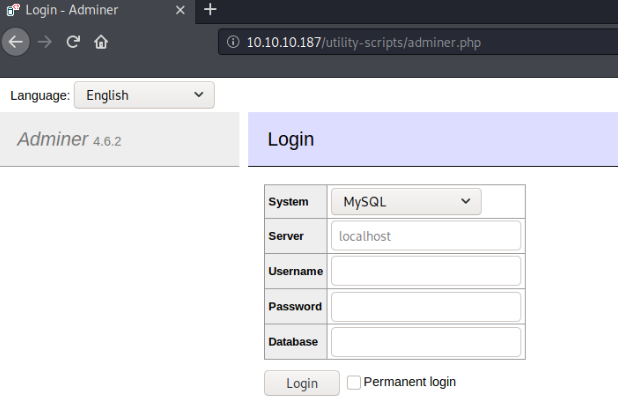 Login - Adminer
10.10.10.187/utility-scripts/adminer.php
Language: English
Adminer 4.6.2
Login
System MySQL
Server localhost
Username
Password
Database
Login Permanent login